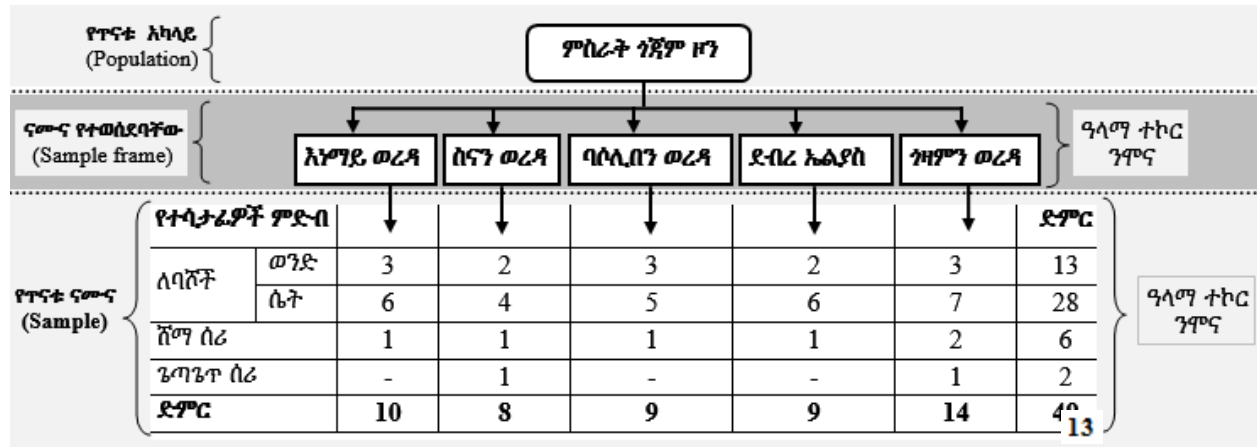 የጥናቱ አካላይ
(Population)
ምስራት ጎጃም ዞን
ናሙና የተወሰደባቸው
(Sample frame)
እነማይ ወረዳ ስናን ወረዳ ባሶሊበን ወረዳ ደብረ ኤልያስ ጎዛምን ወረዳ
ዓላማ ተኮር
ንሞና
የተሳታፊዎች ምድብ ድምር
ለባሾች ወንድ 3 2 3 2 3 13
ሴት 6 4 5 6 7 28
ሸማ ሰሪ 1 1 1 1 2 6
ጌጣጌጥ ሰሪ - 1 - - 1 2
ድምር 10 8 9 9 14
13
የጥናቱ ናሙና
(Sample)
ዓላማ ተኮር
ንሞና